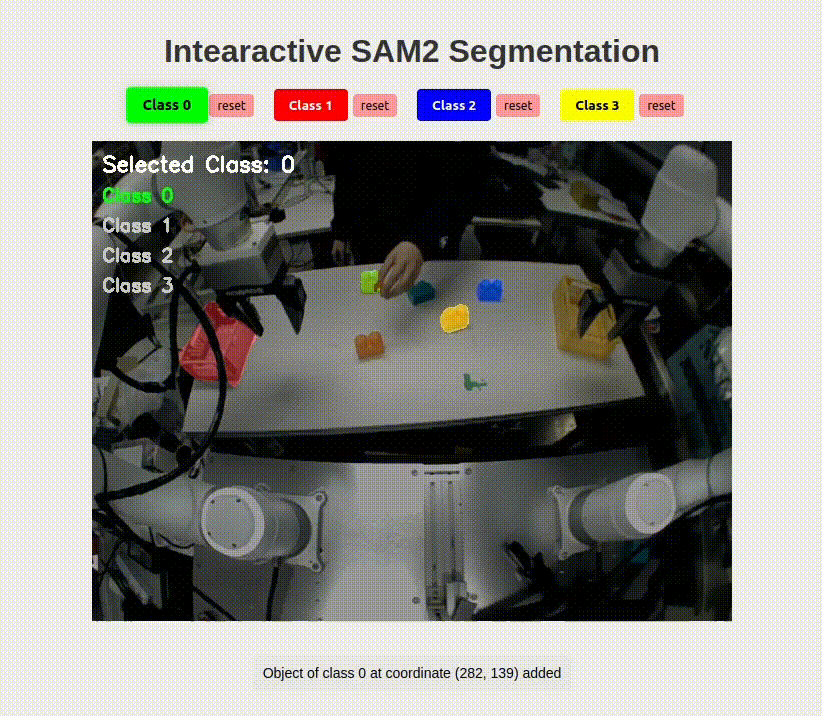 Intearactive SAM2 Segmentation
Class 0 reset Class 1 reset Class 2 reset Class 3 reset
Selected Class: 0
Class 0
Class 1
Class 2
Class 3
Object of class 0 at coordinate (282, 139) added